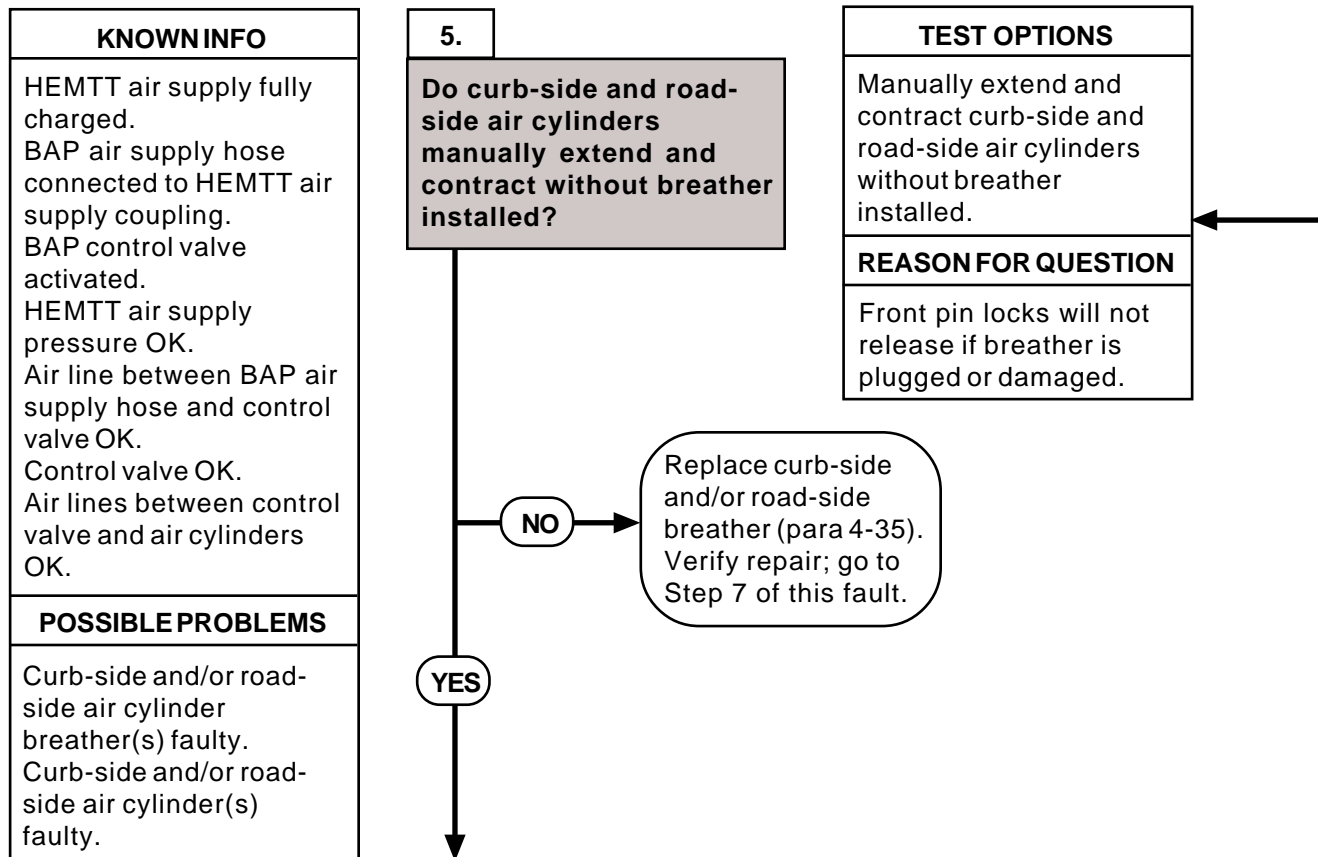 KNOWN INFO
HEMTT air supply fully
charged.
BAP air supply hose
connected to HEMTT air
supply coupling.
BAP control valve
activated.
HEMTT air supply
pressure OK.
Air line between BAP air
supply hose and control
valve OK.
Control valve OK.
Air lines between control
valve and air cylinders
OK.
POSSIBLE PROBLEMS
Curb-side and/or road-
side air cylinder
breather(s) faulty.
Curb-side and/or road-
side air cylinder(s)
faulty.
5.
Do curb-side and road-
side air cylinders
manually extend and
contract without breather
installed?
NO
Replace curb-side
and/or road-side
breather (para 4-35).
Verify repair; go to
Step 7 of this fault.
YES
TEST OPTIONS
Manually extend and
contract curb-side and
road-side air cylinders
without breather
installed.
REASON FOR QUESTION
Front pin locks will not
release if breather is
plugged or damaged.